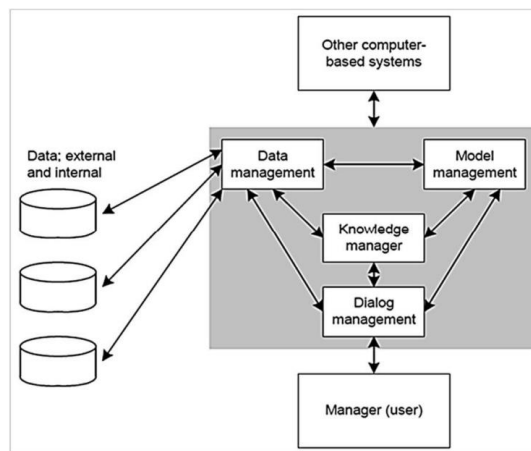 Other computer-
based systems
Data; external
and internal
Data
management
Model
management
Knowledge
manager
Dialog
management
Manager (user)